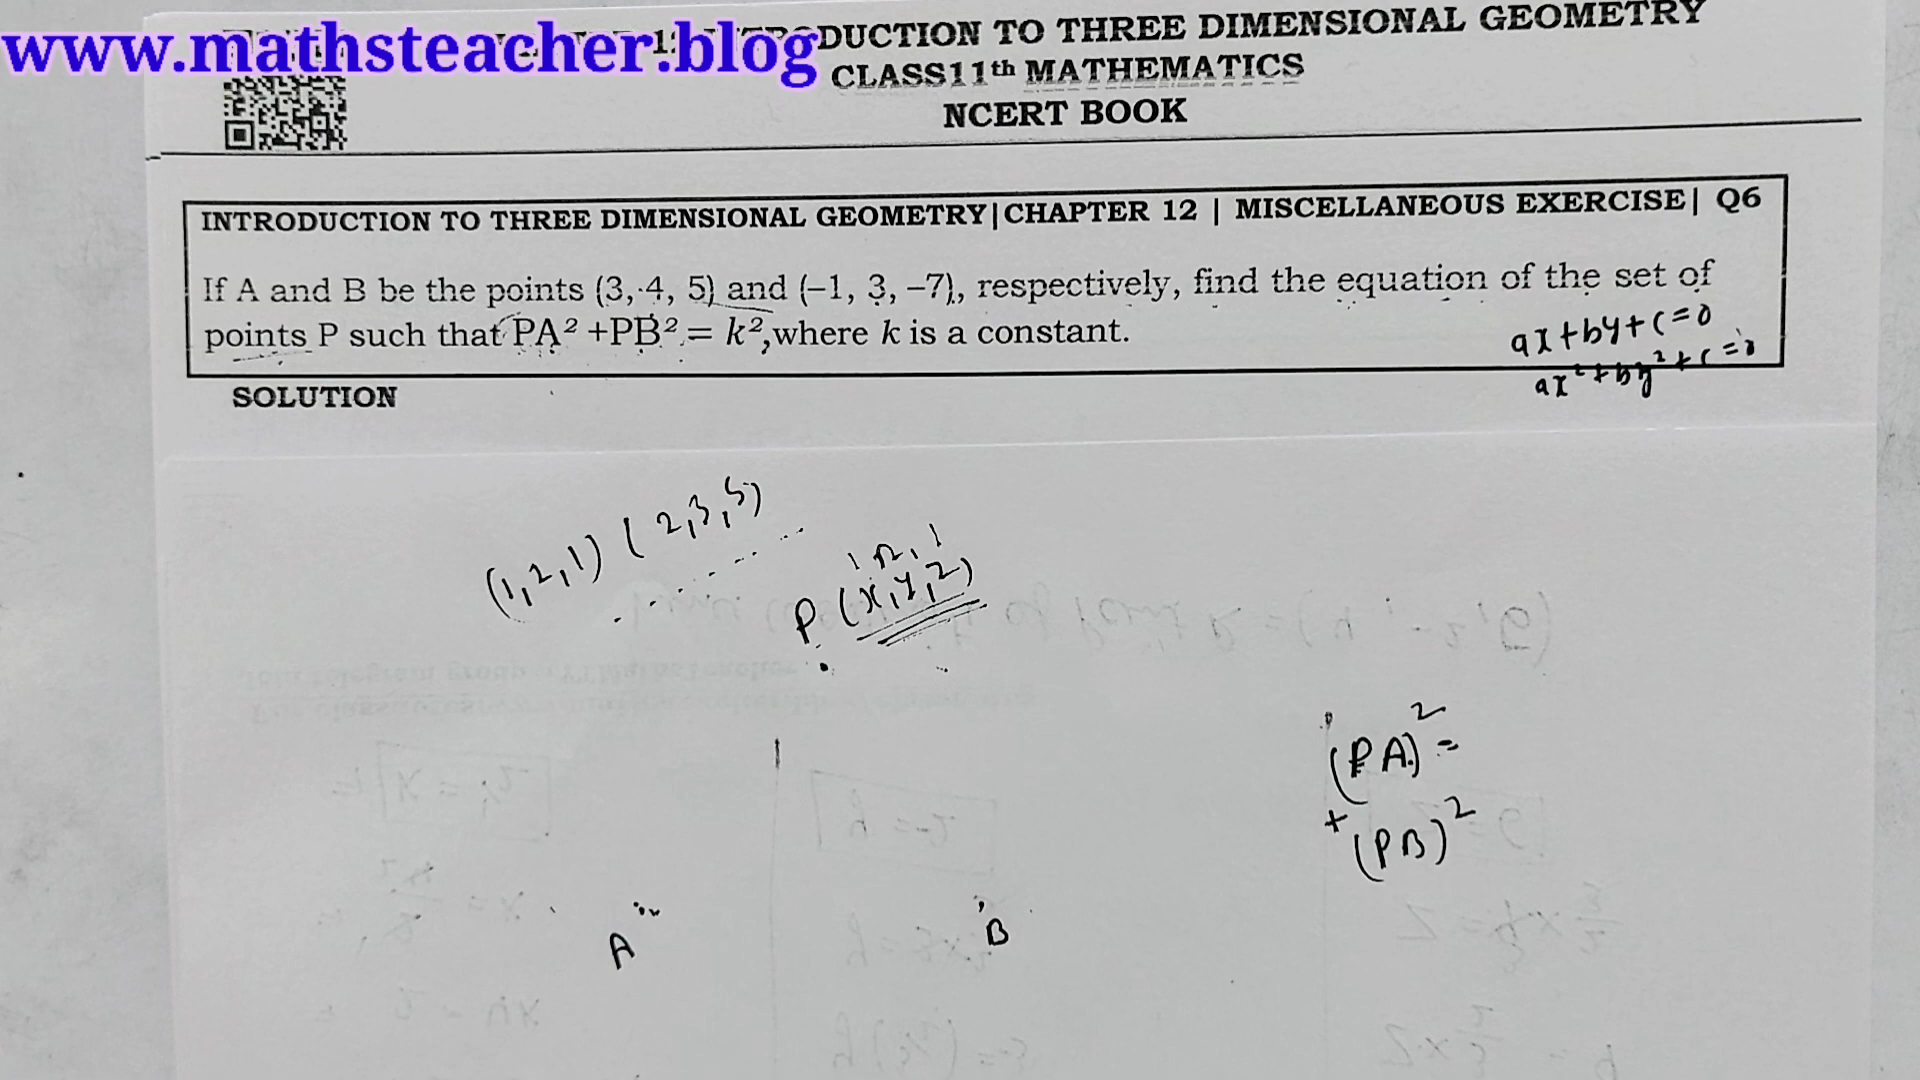 www.mathsteacher.blog
DUCTION TO THREE DIMENSIONAL GEOMETRY
CLASS11th MATHEMATICS
NCERT BOOK
INTRODUCTION TO THREE DIMENSIONAL GEOMETRY|CHAPTER 12 | MISCELLANEOUS EXERCISE| Q6
If A and B be the points (3, 4, 5) and (−1, 3, −7), respectively, find the equation of the set of
points P such that PA² +PB² = k², where k is a constant.
ax+by+c=0
ax²+by²+c=0
SOLUTION
(1,2,1) (2,3,5)
P (x,y,z)
(PA)² =
+ (PB)²
A B